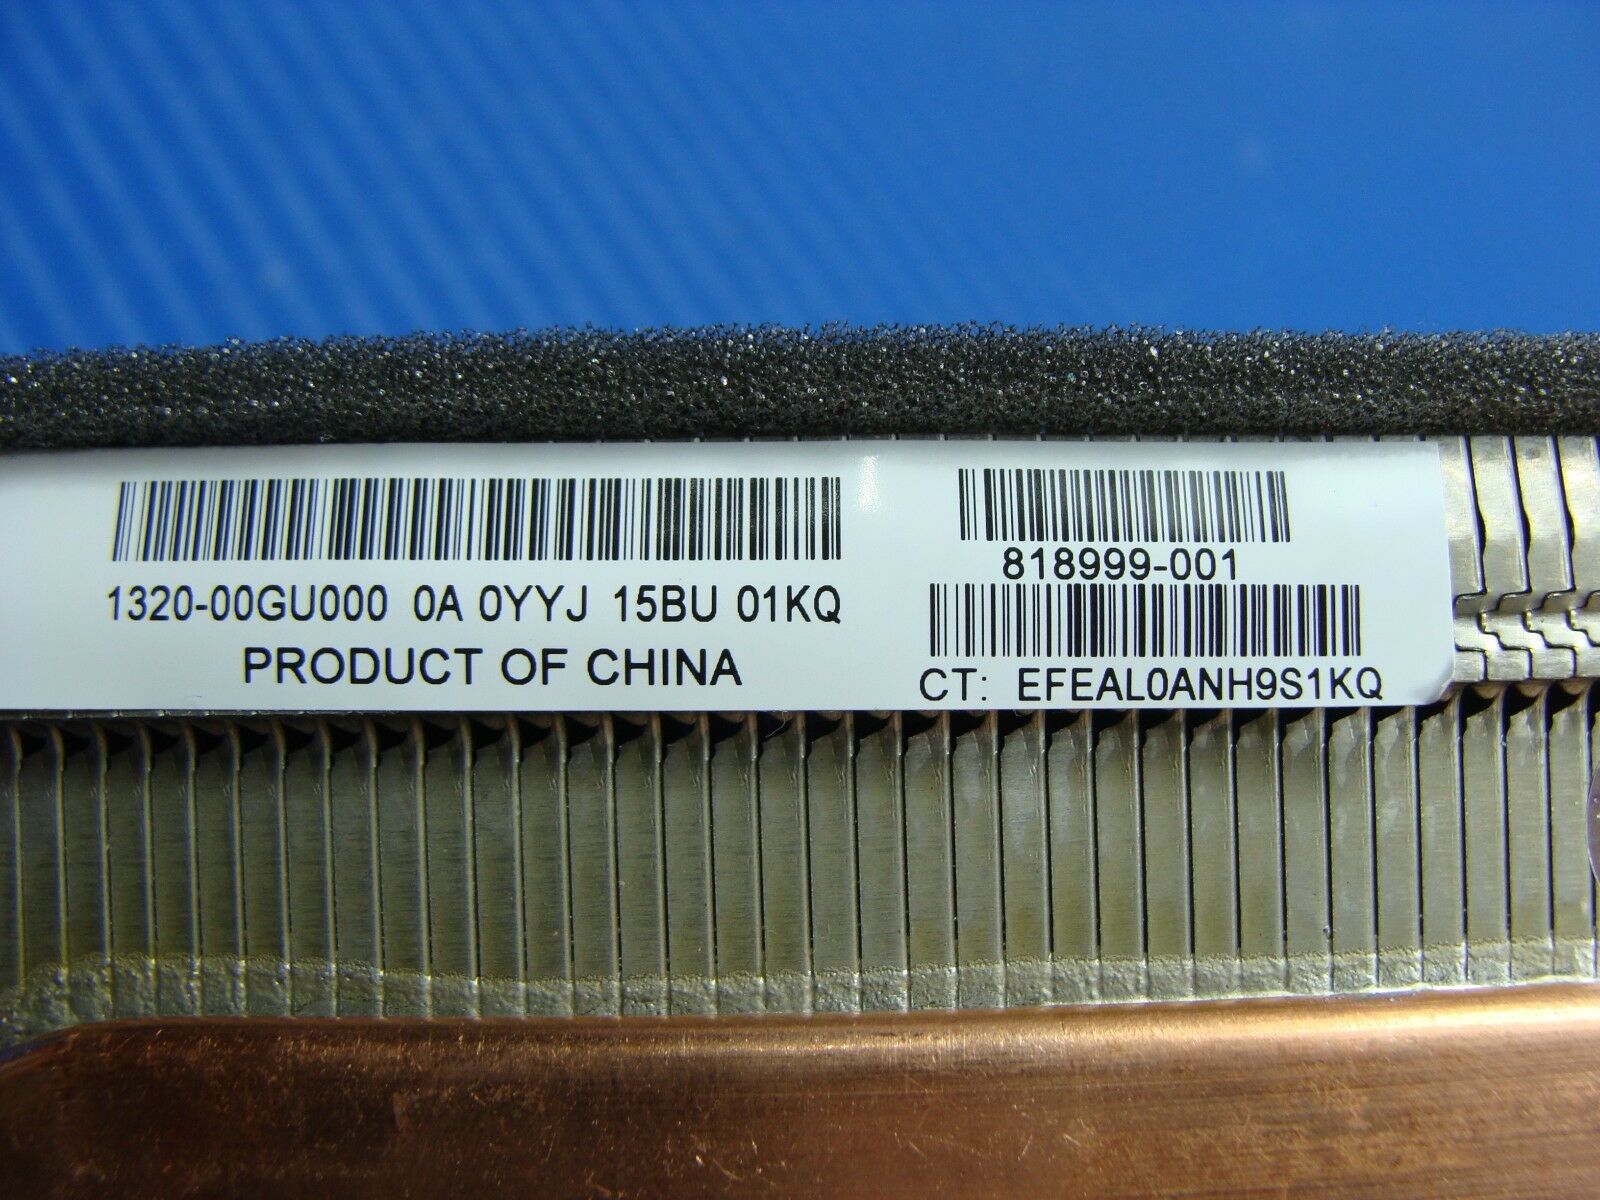 1320-00GU000 0A 0YYJ 15BU 01KQ
PRODUCT OF CHINA
818999-001
CT: EFEAL0ANH9S1KQ